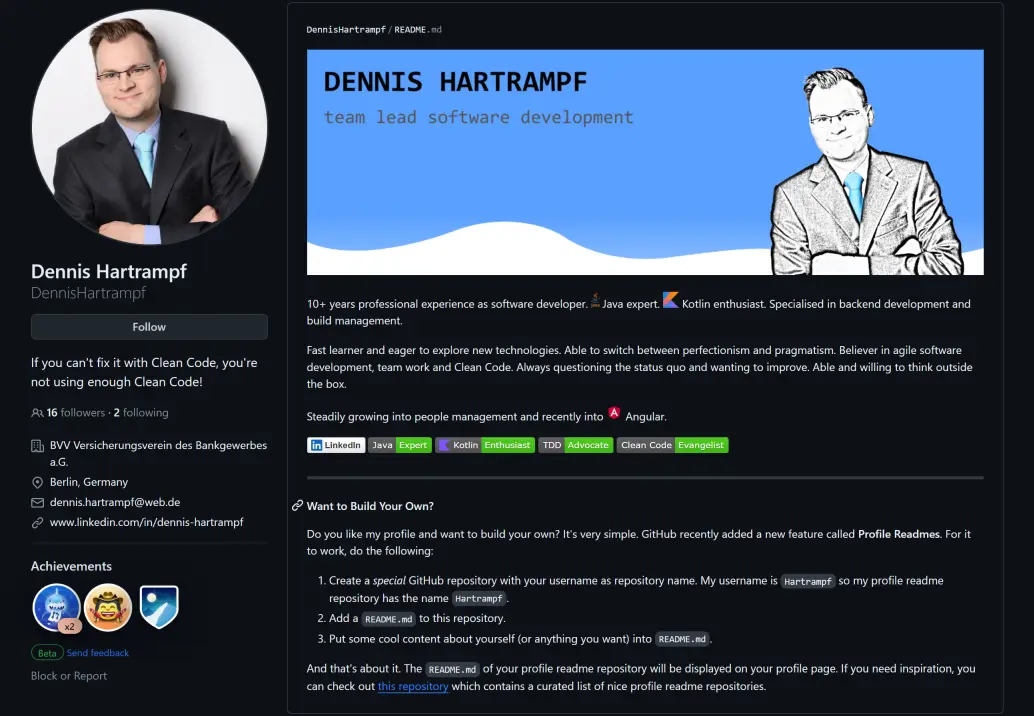 Dennis Hartrampf
DennisHartrampf
Follow
If you can't fix it with Clean Code, you're
not using enough Clean Code!
16 followers · 2 following
BVV Versicherungsverein des Bankgewerbes
a.G.
Berlin, Germany
dennis.hartrampf@web.de
www.linkedin.com/in/dennis-hartrampf
Achievements
x2
Beta Send feedback
Block or Report
DennisHartrampf / README.md
DENNIS HARTRAMPF
team lead software development
10+ years professional experience as software developer. Java expert. Kotlin enthusiast. Specialised in backend development and
build management.
Fast learner and eager to explore new technologies. Able to switch between perfectionism and pragmatism. Believer in agile software
development, team work and Clean Code. Always questioning the status quo and wanting to improve. Able and willing to think outside
the box.
Steadily growing into people management and recently into Angular.
in LinkedIn Java Expert Kotlin Enthusiast TDD Advocate Clean Code Evangelist
Want to Build Your Own?
Do you like my profile and want to build your own? It's very simple. GitHub recently added a new feature called Profile Readmes. For it
to work, do the following:
1. Create a special GitHub repository with your username as repository name. My username is Hartrampf so my profile readme
repository has the name Hartrampf.
2. Add a README.md to this repository.
3. Put some cool content about yourself (or anything you want) into README.md.
And that's about it. The README.md of your profile readme repository will be displayed on your profile page. If you need inspiration, you
can check out this repository which contains a curated list of nice profile readme repositories.